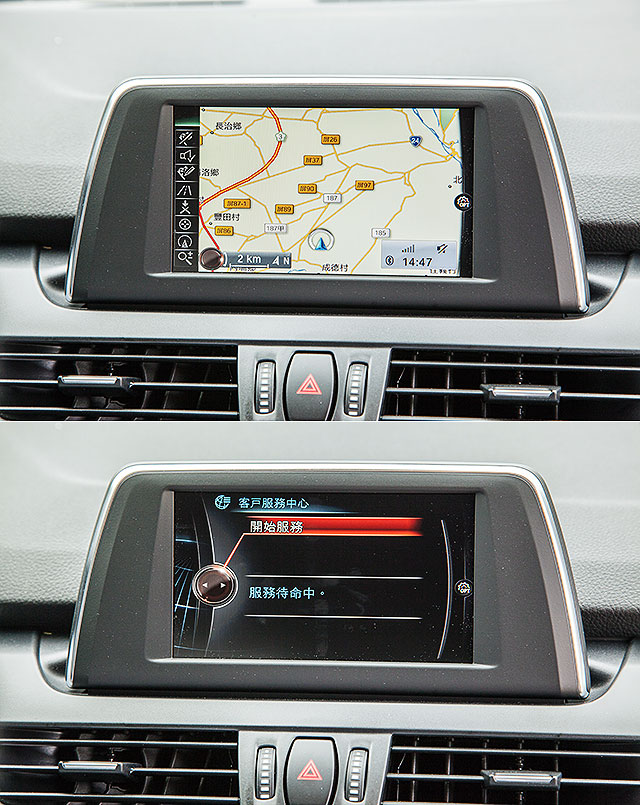 長治鄉
3
屏26
24
屏37
屏90
屏97
187
北
屏87-1
屏89
豐田村
屏86
187甲
185
OPT
成德村
2 km
N
14:47
客戶服務中心
開始服務
服務待命中。
OPT